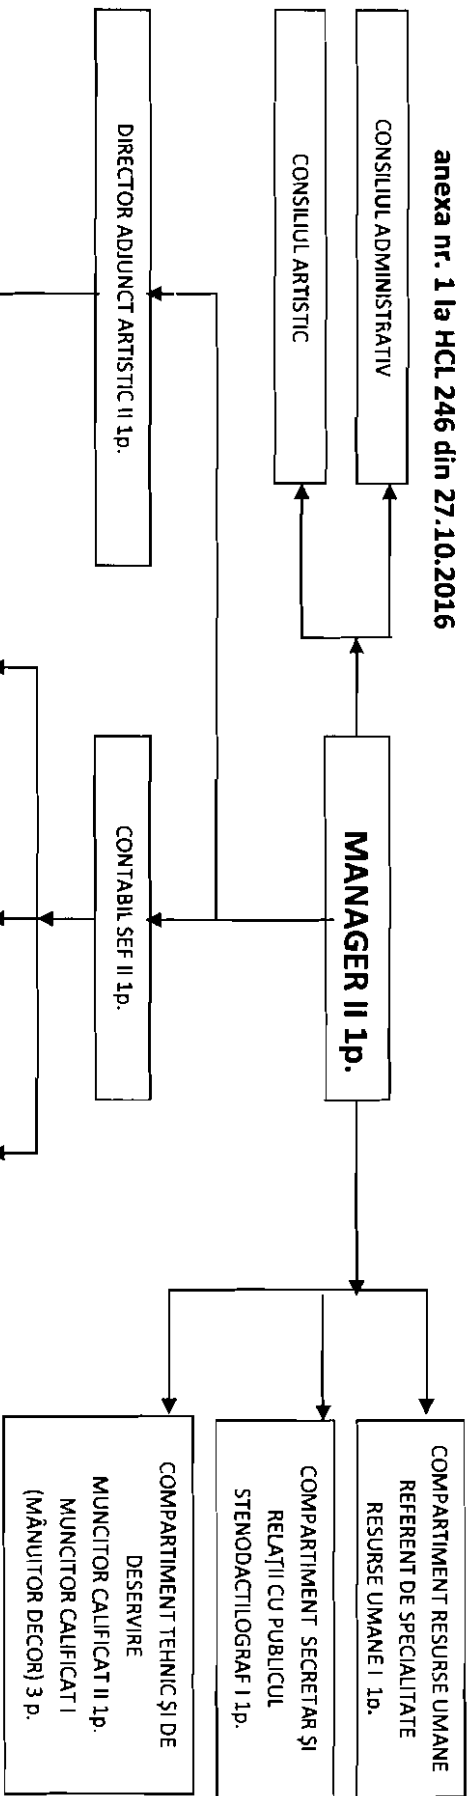 anexa nr. 1 la HCL 246 din 27.10.2016
CONSILIUL ADMINISTRATIV
CONSILIUL ARTISTIC
MANAGER II 1p.
DIRECTOR ADJUNCT ARTISTIC II 1p.
CONTABIL SEF II 1p.
COMPARTIMENT RESURSE UMANE
REFERENT DE SPECIALITATE
RESURSE UMANE I 1p.
COMPARTIMENT SECRETAR ȘI
RELAȚII CU PUBLICUL
STENODACTILOGRAF I 1p.
COMPARTIMENT TEHNIC ȘI DE
DESERVIRE
MUNCITOR CALIFICAT II 1p.
MUNCITOR CALIFICAT I
(MÂNUITOR DECOR) 3 p.